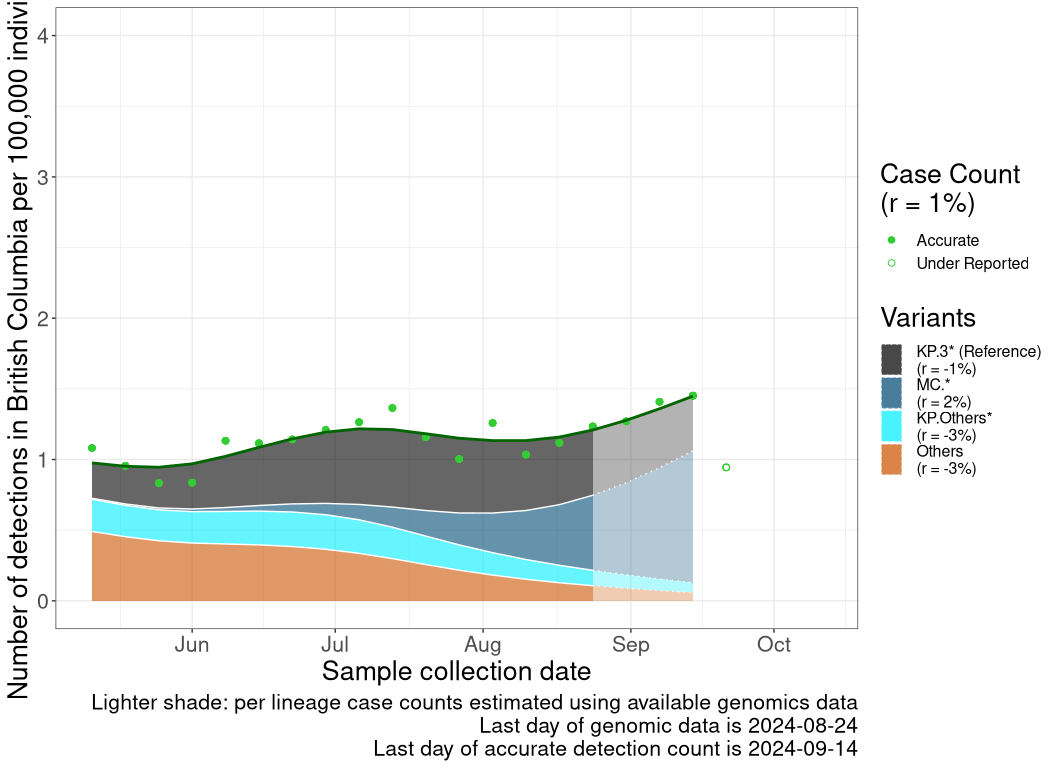 Number of detections in British Columbia per 100,000
4
3
2
1
0
Jun
Jul
Aug
Sep
Oct
Sample collection date
Lighter shade: per lineage case counts estimated using available genomics data
Last day of genomic data is 2024-08-24
Last day of accurate detection count is 2024-09-14
Case Count
(r = 1%)
Accurate
Under Reported
Variants
KP.3* (Reference)
(r = -1%)
MC.*
(r = 2%)
KP.Others*
(r = -3%)
Others
(r = -3%)